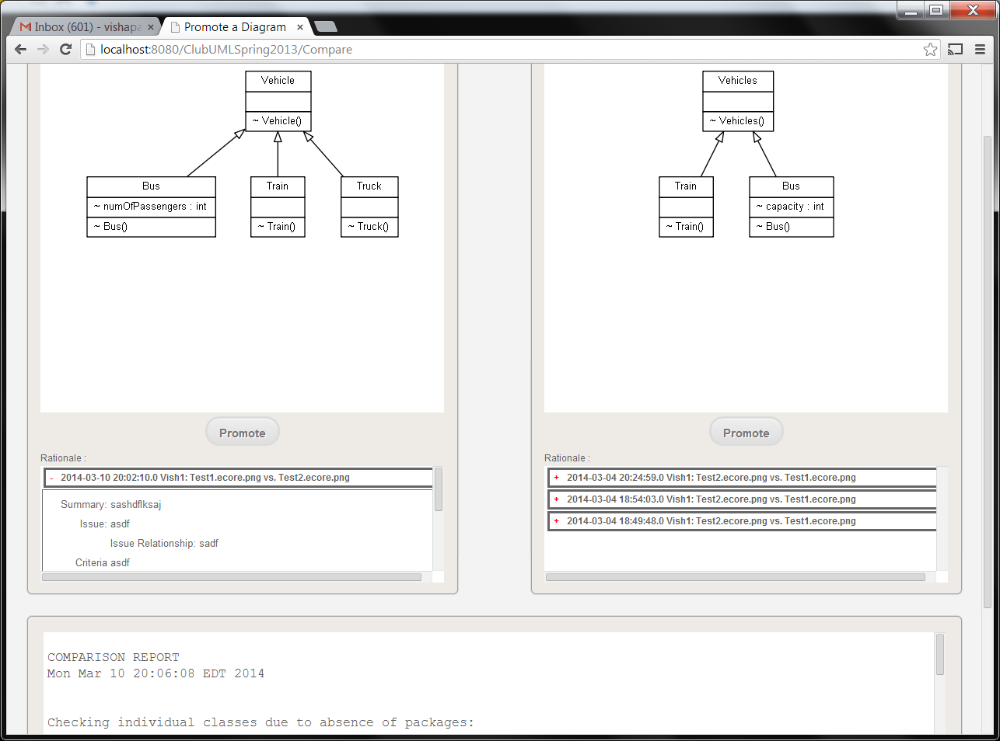 Inbox (601) - vishapa
Promote a Diagram
localhost:8080/ClubUMLSpring2013/Compare
Vehicle
~ Vehicle()
Bus
~ numOfPassengers : int
~ Bus()
Train
~ Train()
Truck
~ Truck()
Promote
Rationale :
- 2014-03-10 20:02:10.0 Vish1: Test1.ecore.png vs. Test2.ecore.png
Summary: sashdflksaj
Issue: asdf
Issue Relationship: sadf
Criteria asdf
Vehicles
~ Vehicles()
Train
~ Train()
Bus
~ capacity : int
~ Bus()
Promote
Rationale :
+ 2014-03-04 20:24:59.0 Vish1: Test2.ecore.png vs. Test1.ecore.png
+ 2014-03-04 18:54:03.0 Vish1: Test2.ecore.png vs. Test1.ecore.png
+ 2014-03-04 18:49:48.0 Vish1: Test2.ecore.png vs. Test1.ecore.png
COMPARISON REPORT
Mon Mar 10 20:06:08 EDT 2014
Checking individual classes due to absence of packages: